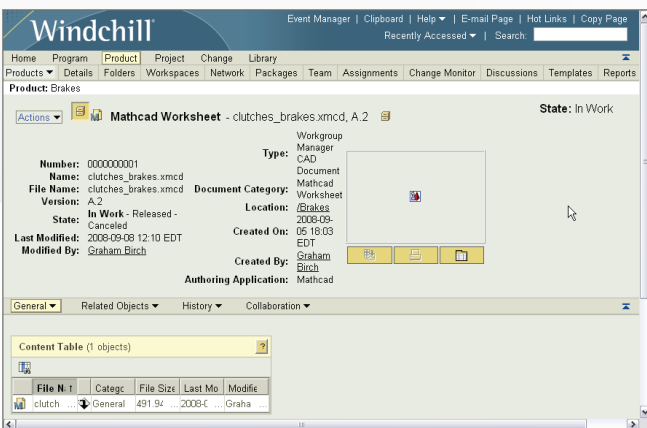 Windchill
Event Manager | Clipboard | Help | E-mail Page | Hot Links | Copy Page
Recently Accessed | Search:
Home Program Product Project Change Library
Products Details Folders Workspaces Network Packages Team Assignments Change Monitor Discussions Templates Reports
Product: Brakes
Actions Mathcad Worksheet - clutches_brakes.xmcd, A.2 State: In Work
Number: 0000000001
Name: clutches_brakes.xmcd
File Name: clutches_brakes.xmcd
Version: A.2
State: In Work - Released -
Canceled
Last Modified: 2008-09-08 12:10 EDT
Modified By: Graham Birch
Type: Workgroup
Manager
CAD
Document
Document Category: Mathcad
Worksheet
Location: /Brakes
Created On: 2008-09-
05 18:03
EDT
Created By: Graham
Birch
Authoring Application: Mathcad
General Related Objects History Collaboration
Content Table (1 objects) ?
File N. Catego File Size Last Mo Modifie
clutch ... General 491.94 ... 2008-0 ... Graha ...